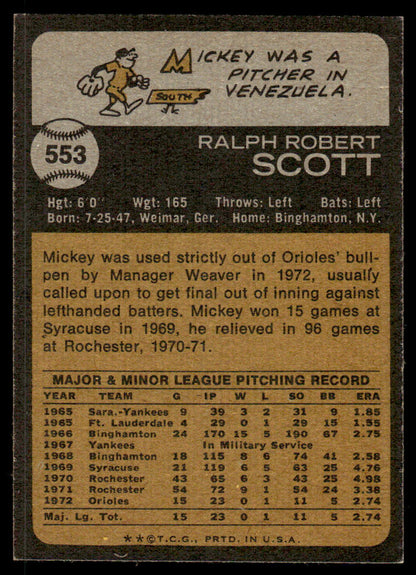 MICKEY WAS A
PITCHER IN
VENEZUELA.
SOUTH
553
RALPH ROBERT
SCOTT
Hgt: 6'0" Wgt: 165 Throws: Left Bats: Left
Born: 7-25-47, Weimar, Ger. Home: Binghamton, N.Y.
Mickey was used strictly out of Orioles' bull-
pen by Manager Weaver in 1972, usually
called upon to get final out of inning against
lefthanded batters. Mickey won 15 games at
Syracuse in 1969, he relieved in 96 games
at Rochester, 1970-71.
MAJOR & MINOR LEAGUE PITCHING RECORD
YEAR TEAM G IP W L SO BB ERA
1965 Sara.-Yankees 9 39 3 2 31 9 1.85
1965 Ft. Lauderdale 4 29 0 1 29 15 1.55
1966 Binghamton 24 170 15 5 190 67 2.75
1967 Yankees In Military Service
1968 Binghamton 18 115 8 6 74 41 2.58
1969 Syracuse 21 119 6 5 63 25 4.76
1970 Rochester 43 65 6 3 43 25 4.98
1971 Rochester 54 72 9 1 54 24 3.38
1972 Orioles 15 23 0 1 11 5 2.74
Maj. Lg. Tot. 15 23 0 1 11 5 2.74
**©T.C.G., PRTD. IN U.S.A.